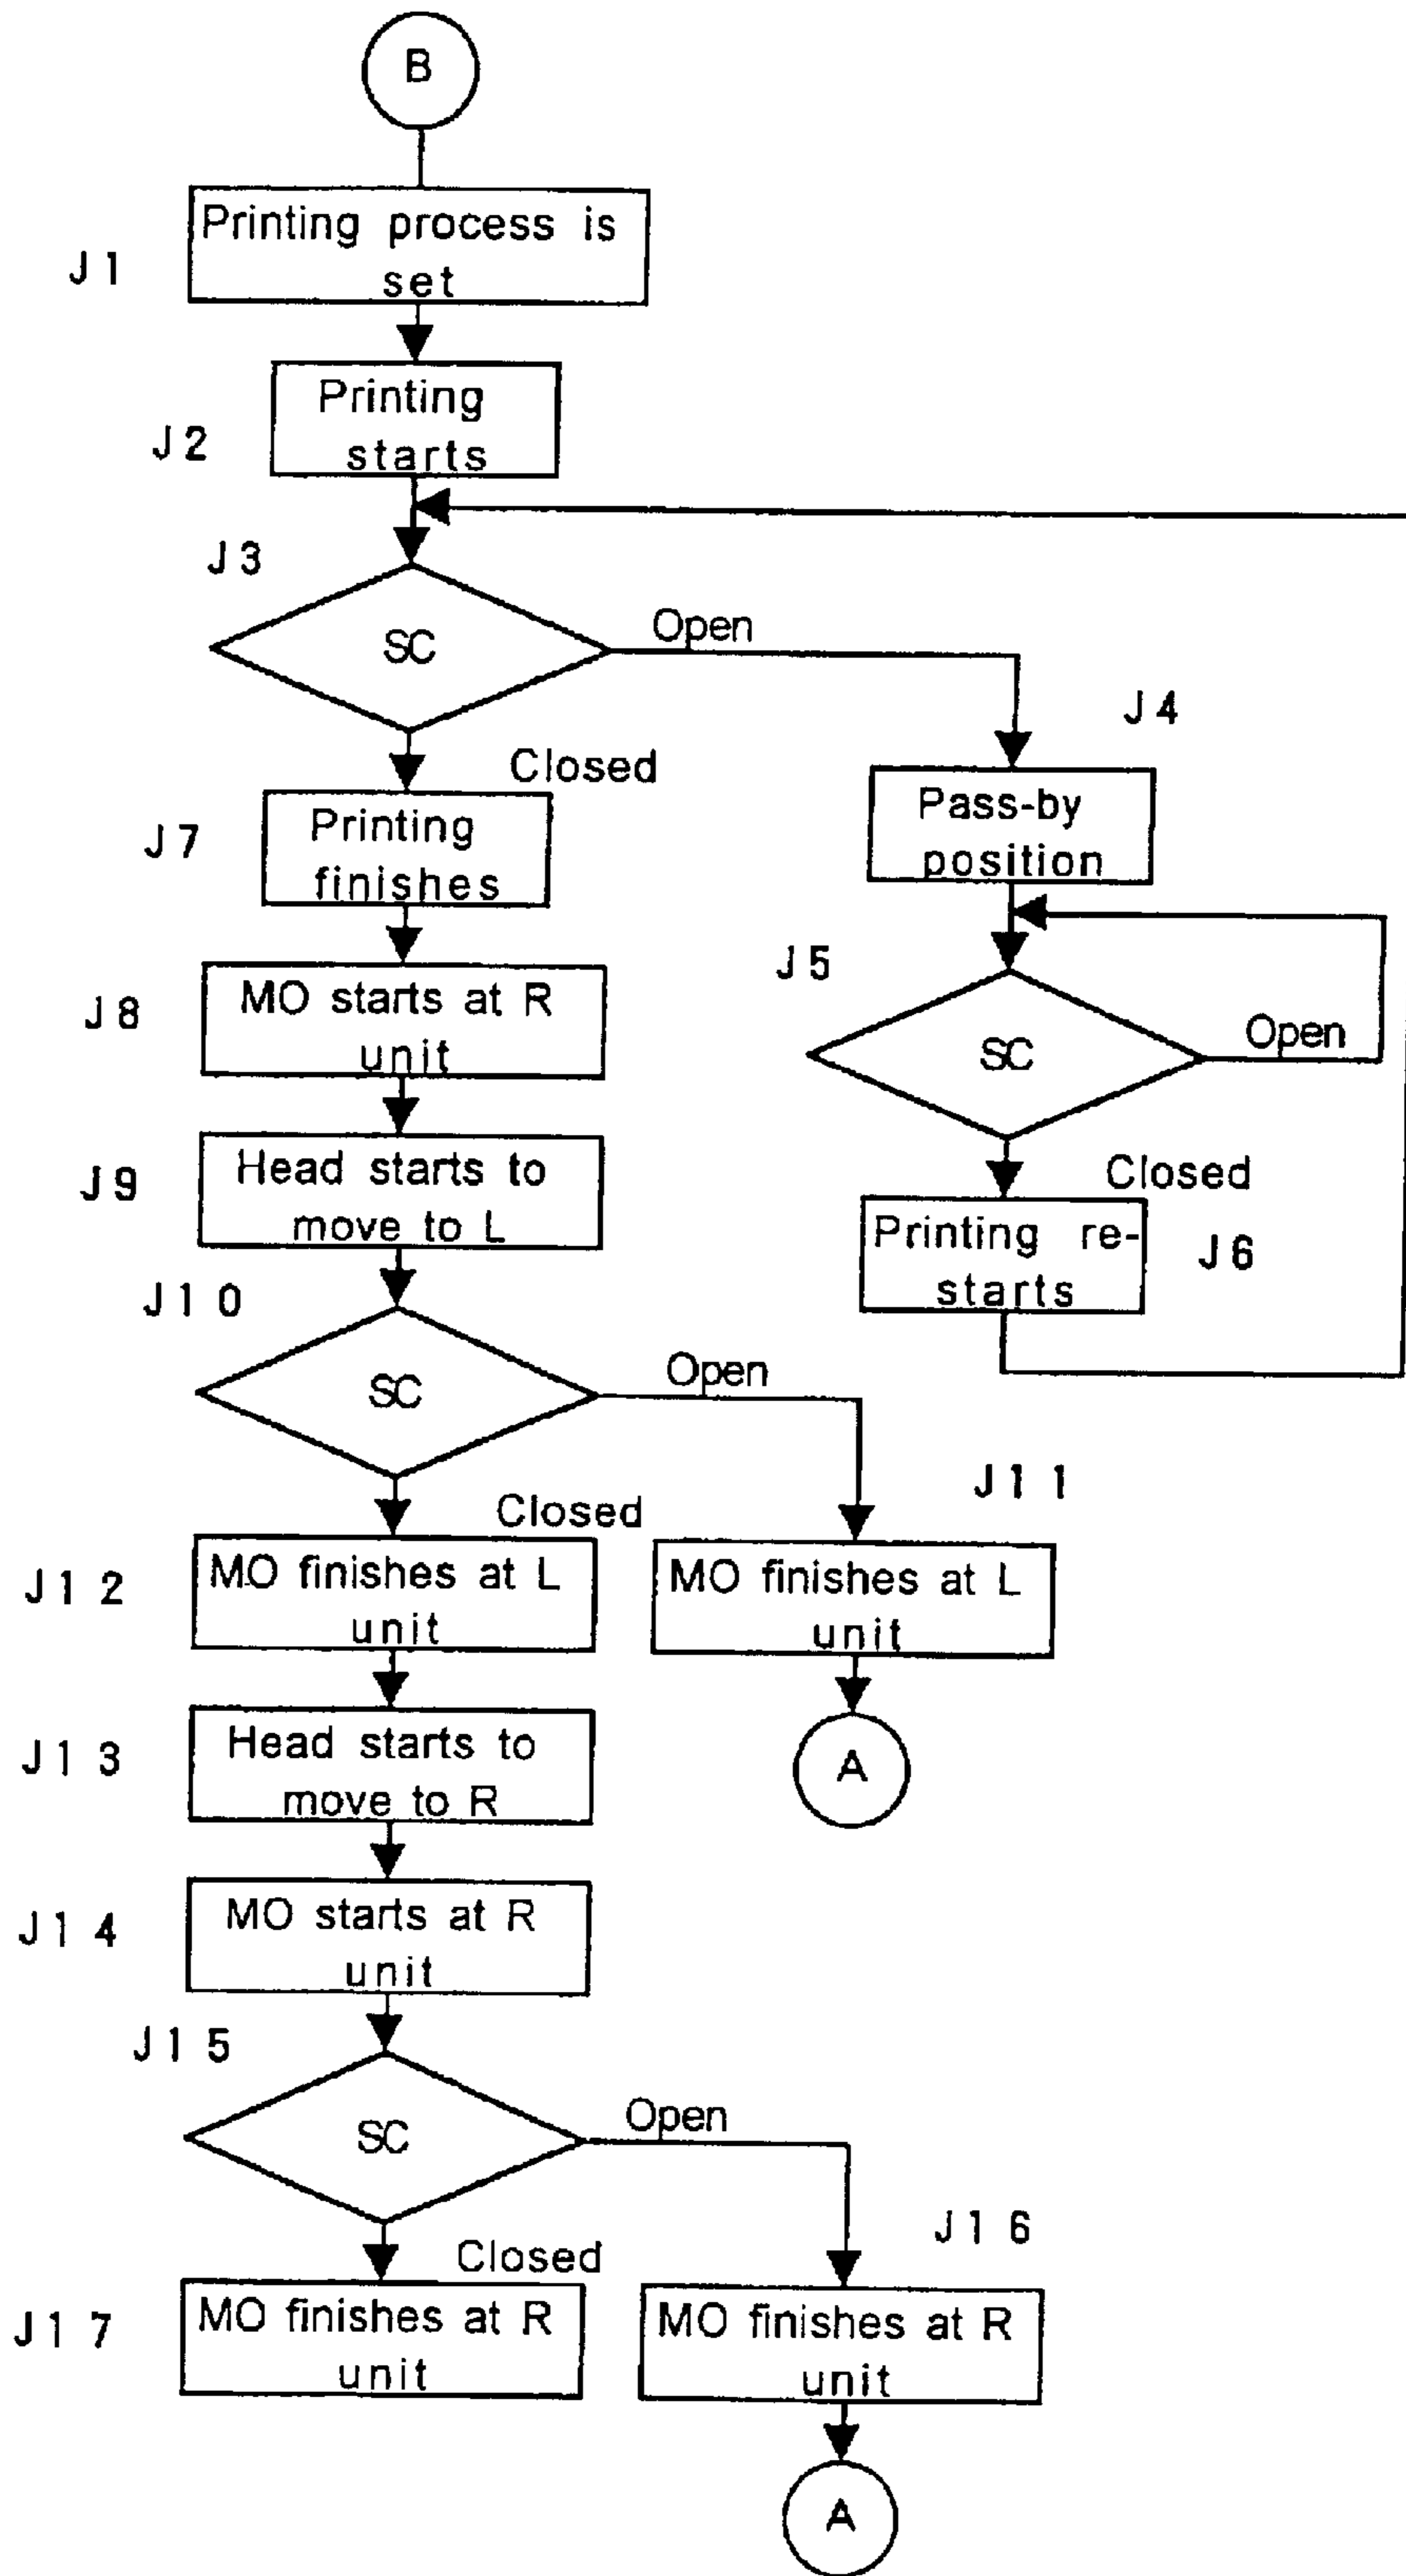 B
J1
Printing process is
set
J2
Printing
starts
J3
SC
Open
Closed
J4
Pass-by
position
J5
SC
Open
Closed
Printing re-
starts
J6
J7
Printing
finishes
J8
MO starts at R
unit
J9
Head starts to
move to L
J10
SC
Open
Closed
J11
MO finishes at L
unit
A
J12
MO finishes at L
unit
J13
Head starts to
move to R
J14
MO starts at R
unit
J15
SC
Open
Closed
J16
MO finishes at R
unit
A
J17
MO finishes at R
unit